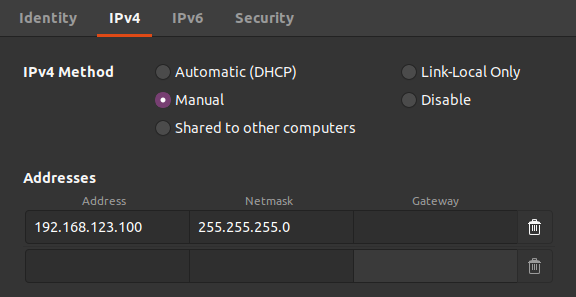 Identity IPv4 IPv6 Security
IPv4 Method Automatic (DHCP) Link-Local Only
Manual Disable
Shared to other computers
Addresses
Address Netmask Gateway
192.168.123.100 255.255.255.0